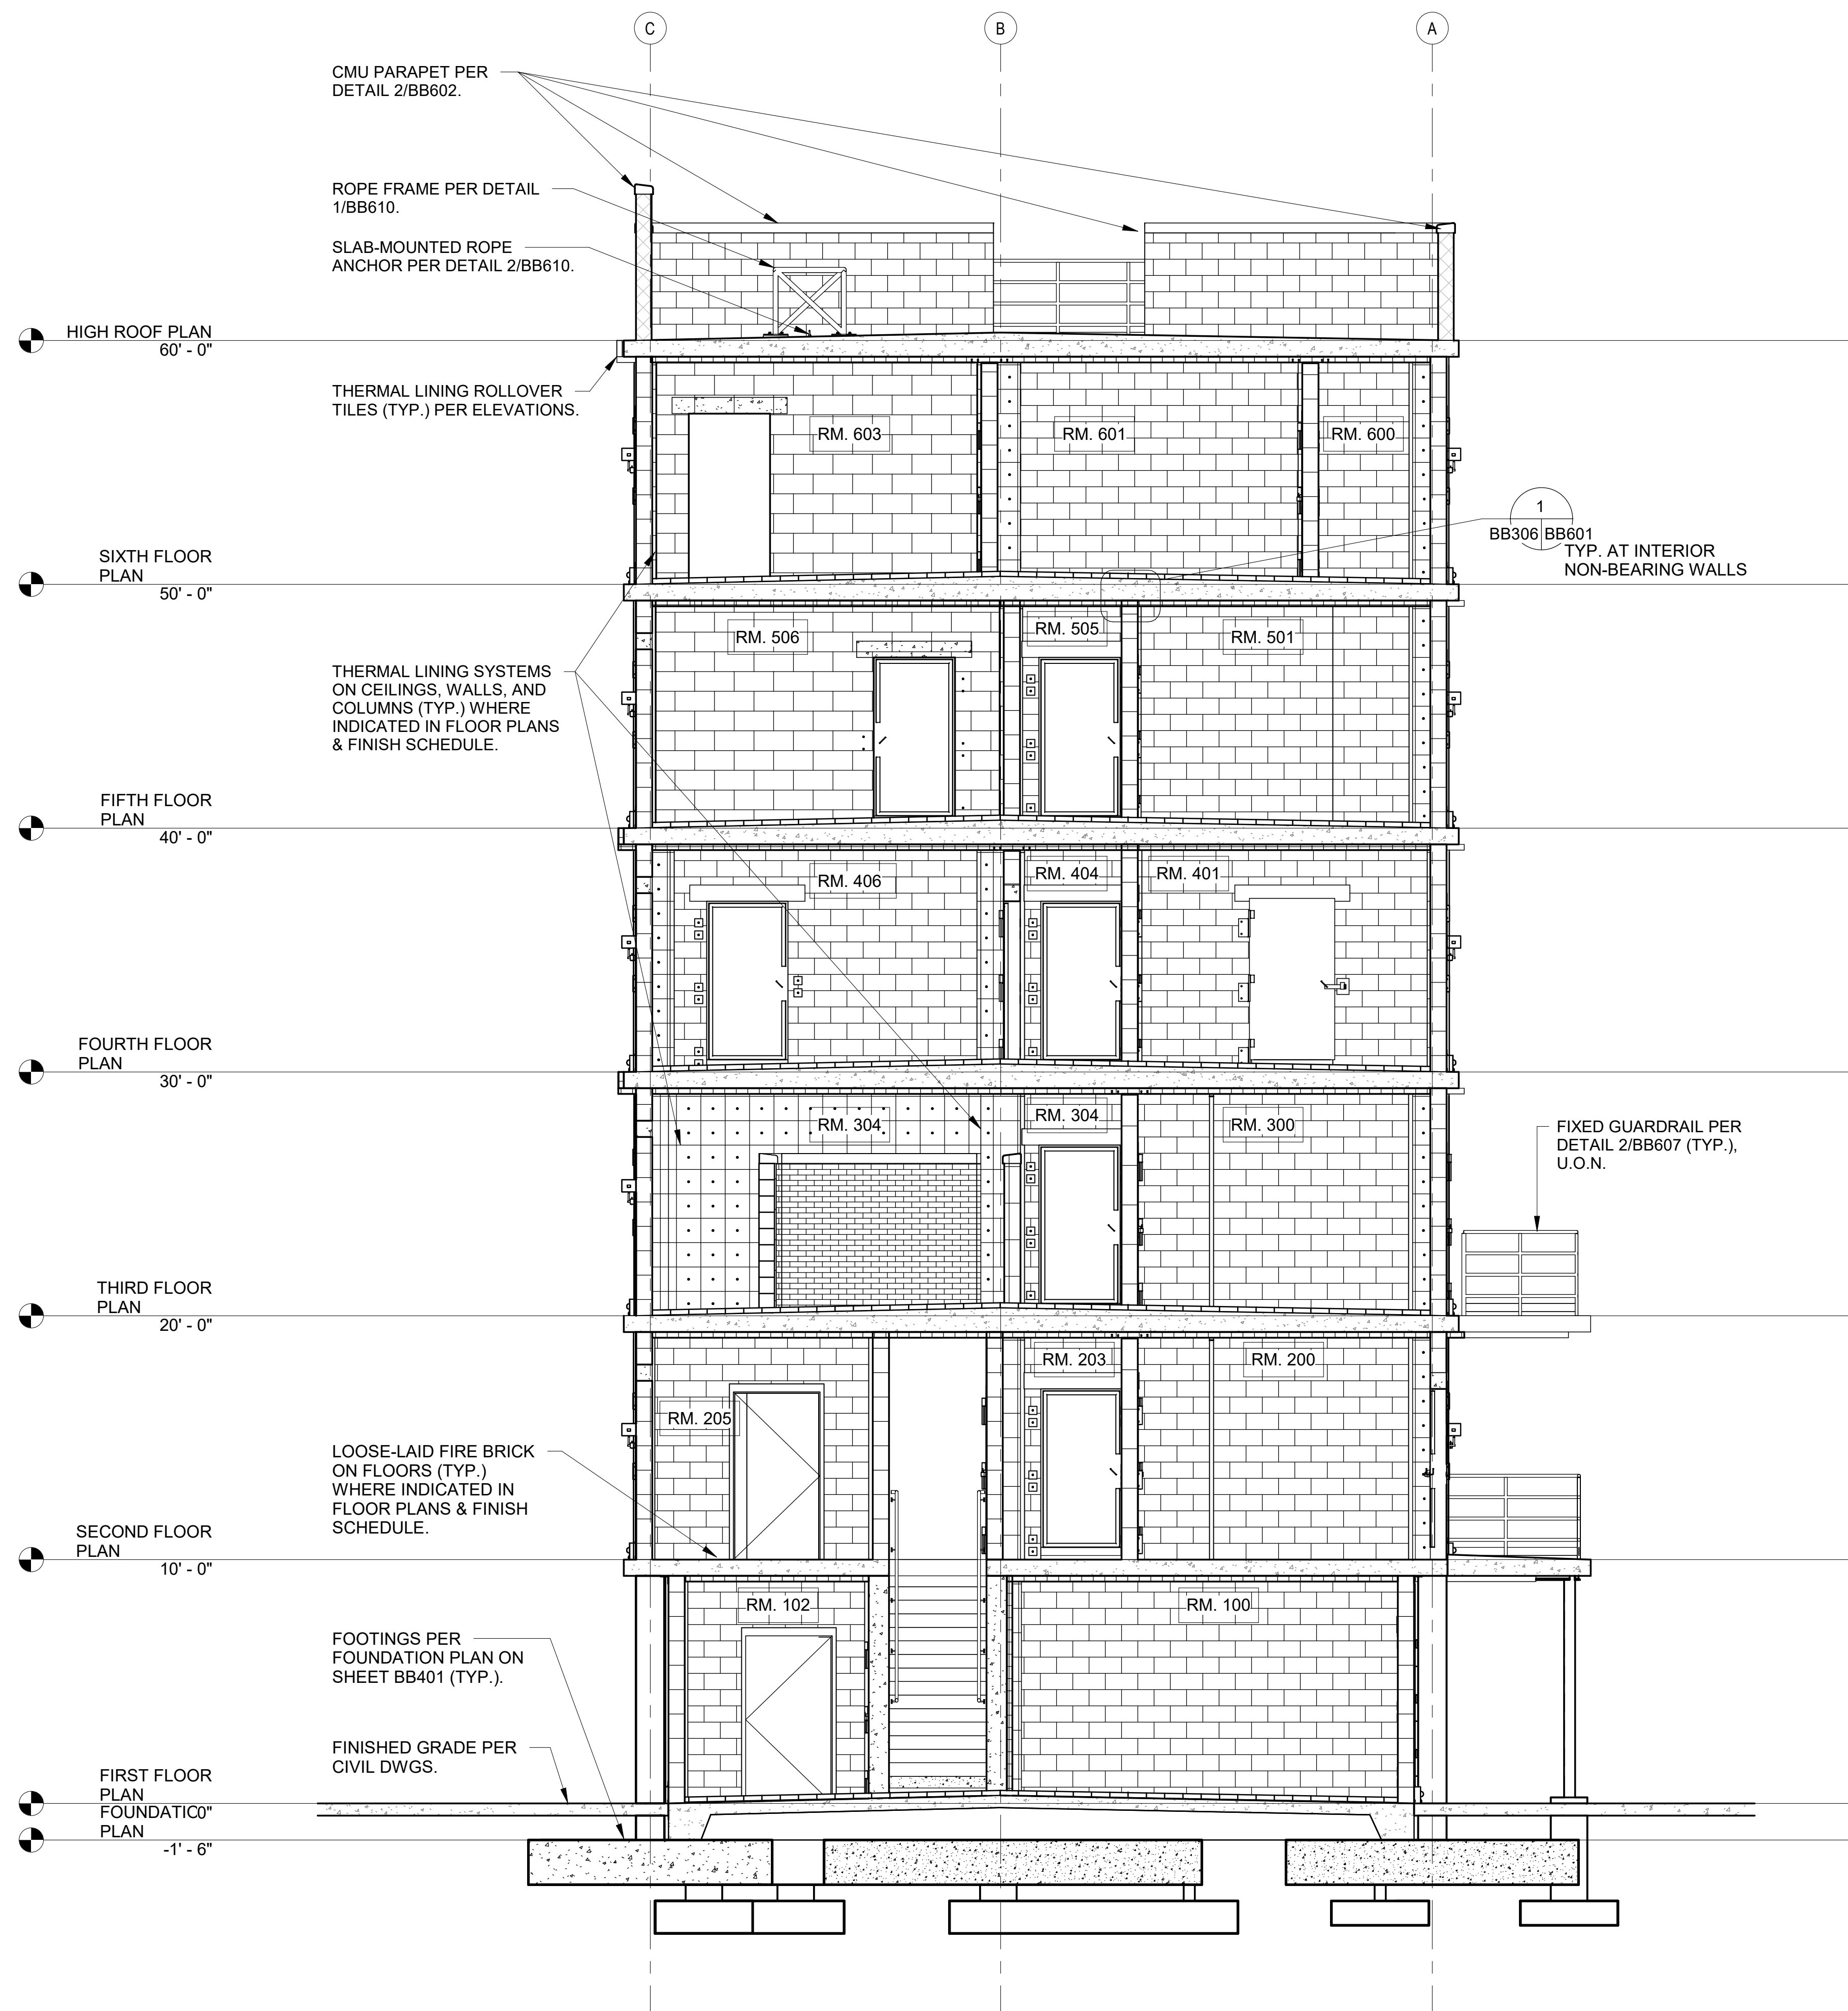 C
B
A
CMU PARAPET PER
DETAIL 2/BB602.
ROPE FRAME PER DETAIL
1/BB610.
SLAB-MOUNTED ROPE
ANCHOR PER DETAIL 2/BB610.
HIGH ROOF PLAN
60' - 0"
THERMAL LINING ROLLOVER
TILES (TYP.) PER ELEVATIONS.
RM. 603
RM. 601
RM. 600
1
BB306 BB601
TYP. AT INTERIOR
NON-BEARING WALLS
SIXTH FLOOR
PLAN
50' - 0"
RM. 506
RM. 505
RM. 501
THERMAL LINING SYSTEMS
ON CEILINGS, WALLS, AND
COLUMNS (TYP.) WHERE
INDICATED IN FLOOR PLANS
& FINISH SCHEDULE.
FIFTH FLOOR
PLAN
40' - 0"
RM. 406
RM. 404
RM. 401
FOURTH FLOOR
PLAN
30' - 0"
RM. 304
RM. 304
RM. 300
FIXED GUARDRAIL PER
DETAIL 2/BB607 (TYP.),
U.O.N.
THIRD FLOOR
PLAN
20' - 0"
RM. 205
RM. 203
RM. 200
LOOSE-LAID FIRE BRICK
ON FLOORS (TYP.)
WHERE INDICATED IN
FLOOR PLANS & FINISH
SCHEDULE.
SECOND FLOOR
PLAN
10' - 0"
RM. 102
RM. 100
FOOTINGS PER
FOUNDATION PLAN ON
SHEET BB401 (TYP.).
FINISHED GRADE PER
CIVIL DWGS.
FIRST FLOOR
PLAN
FOUNDATIC0"
PLAN
-1' - 6"